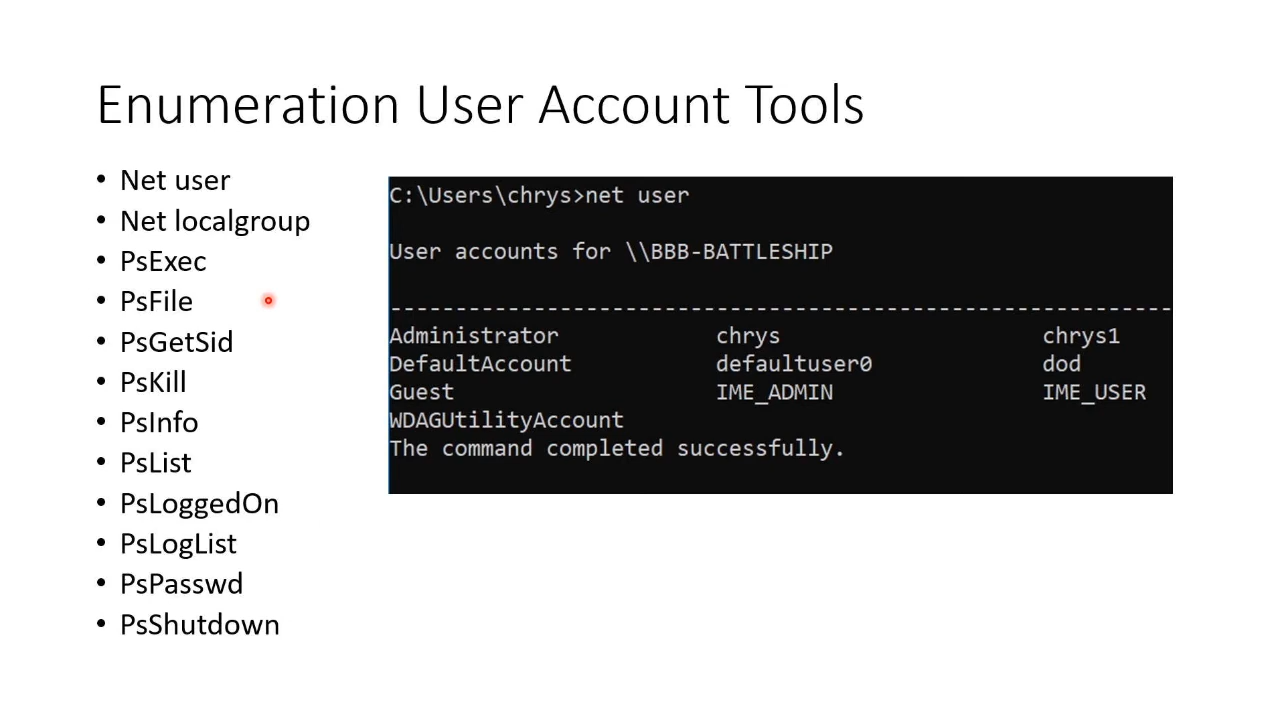 Enumeration User Account Tools
• Net user
• Net localgroup
• PsExec
• PsFile
• PsGetSid
• PsKill
• PsInfo
• PsList
• PsLoggedOn
• PsLogList
• PsPasswd
• PsShutdown
C:\Users\chrys>net user
User accounts for \\BBB-BATTLESHIP
-------------------------------------------------------------------------------
Administrator chrys chrys1
DefaultAccount defaultuser0 dod
Guest IME_ADMIN IME_USER
WDAGUtilityAccount
The command completed successfully.